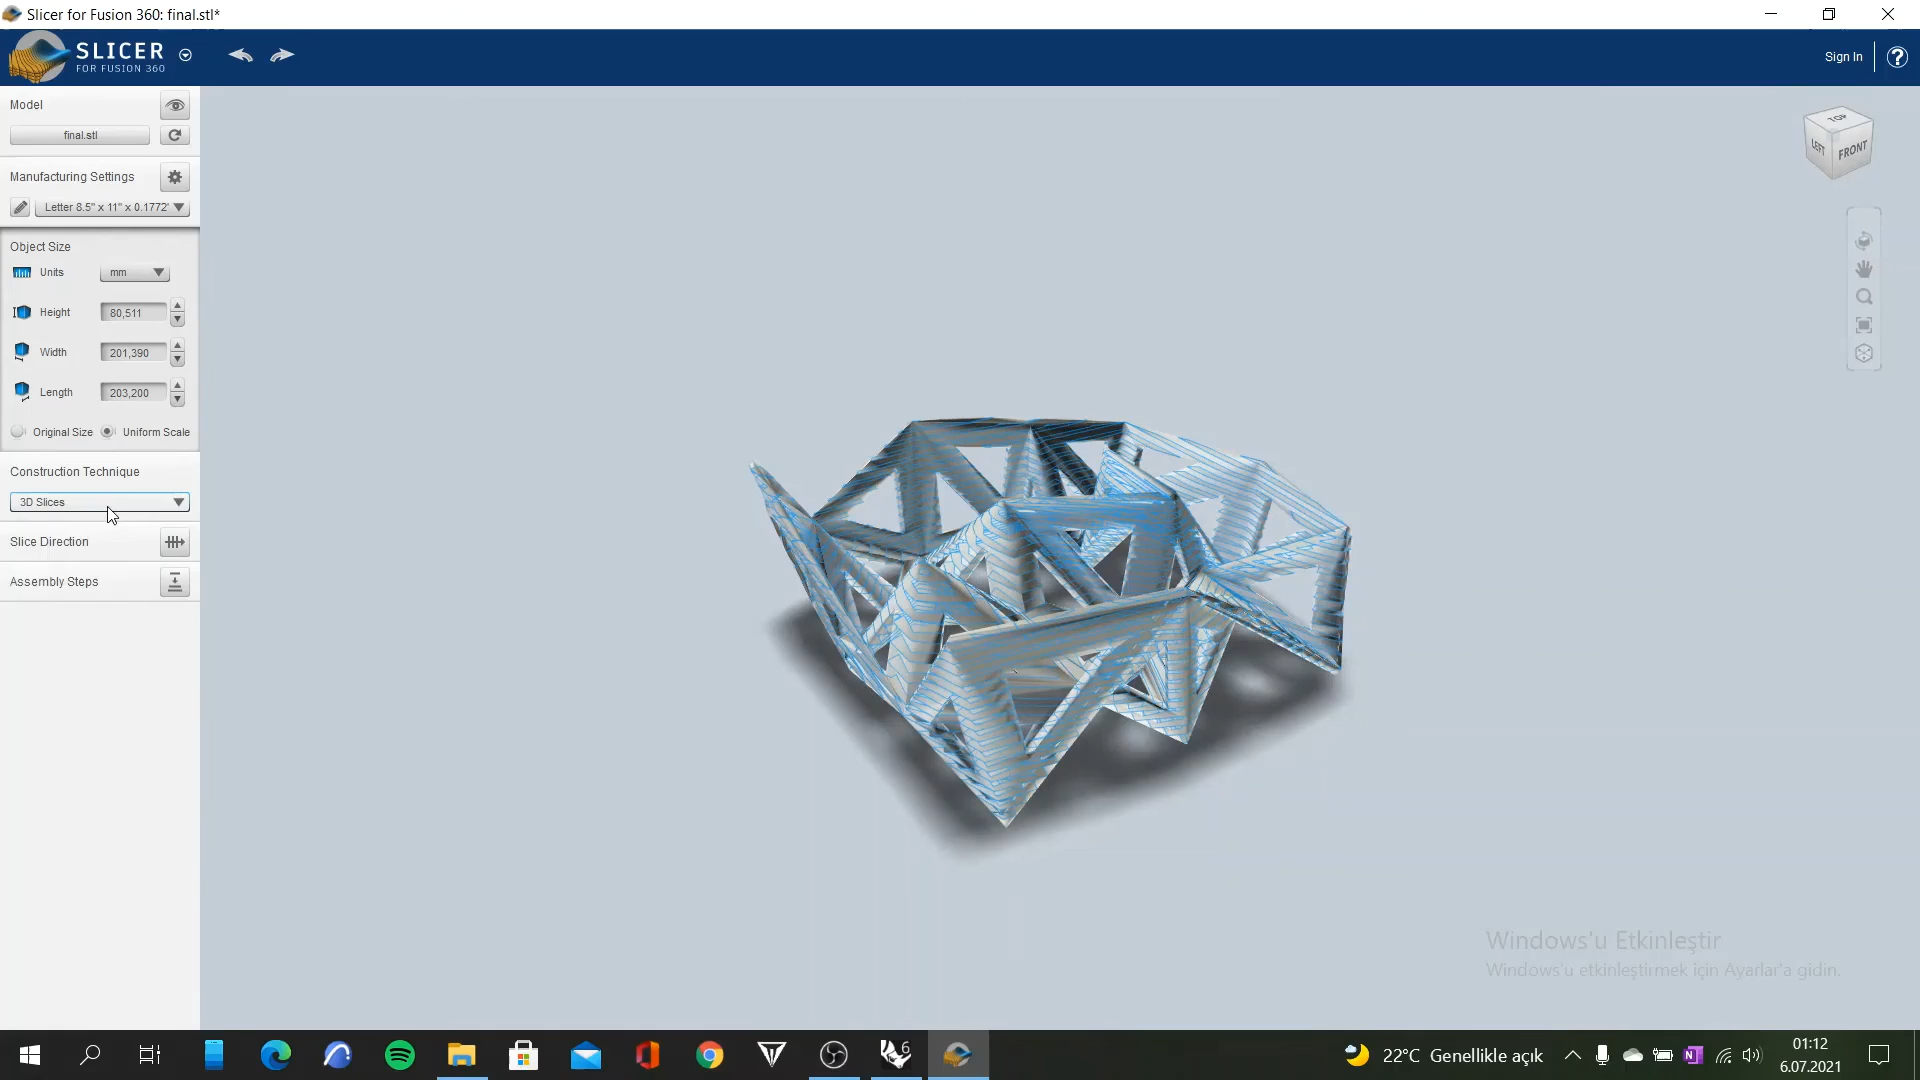 Slicer for Fusion 360: final.stl*
SLICER
FOR FUSION 360
Sign In
?
Model
final.stl
Manufacturing Settings
Letter 8.5" x 11" x 0.1772"
Object Size
Units mm
Height 80,511
Width 201,390
Length 203,200
Original Size Uniform Scale
Construction Technique
3D Slices
Slice Direction
Assembly Steps
TOP
LEFT FRONT
Windows'u Etkinleştir
Windows'u etkinleştirmek için Ayarlar'a gidin.
6
22°C Genellikle açık
N
01:12
6.07.2021